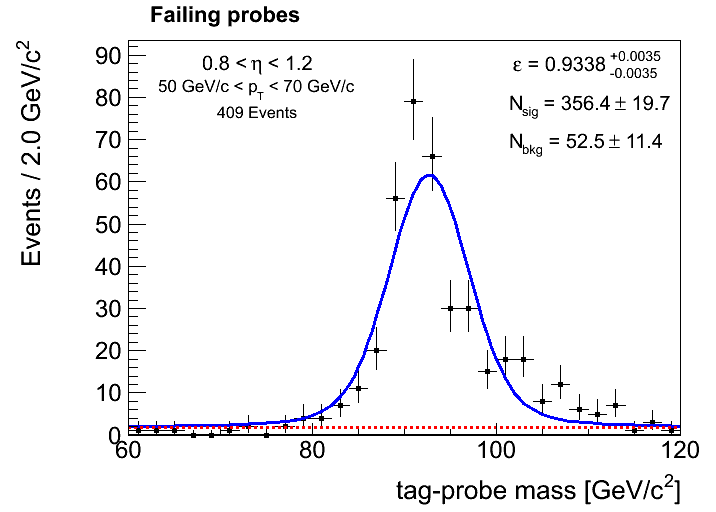 Failing probes
Events / 2.0 GeV/c²
90
80
70
60
50
40
30
20
10
0
0.8 < η < 1.2
50 GeV/c < p_T < 70 GeV/c
409 Events
ε = 0.9338 +0.0035 -0.0035
N_sig = 356.4 ± 19.7
N_bkg = 52.5 ± 11.4
60 80 100 120
tag-probe mass [GeV/c²]